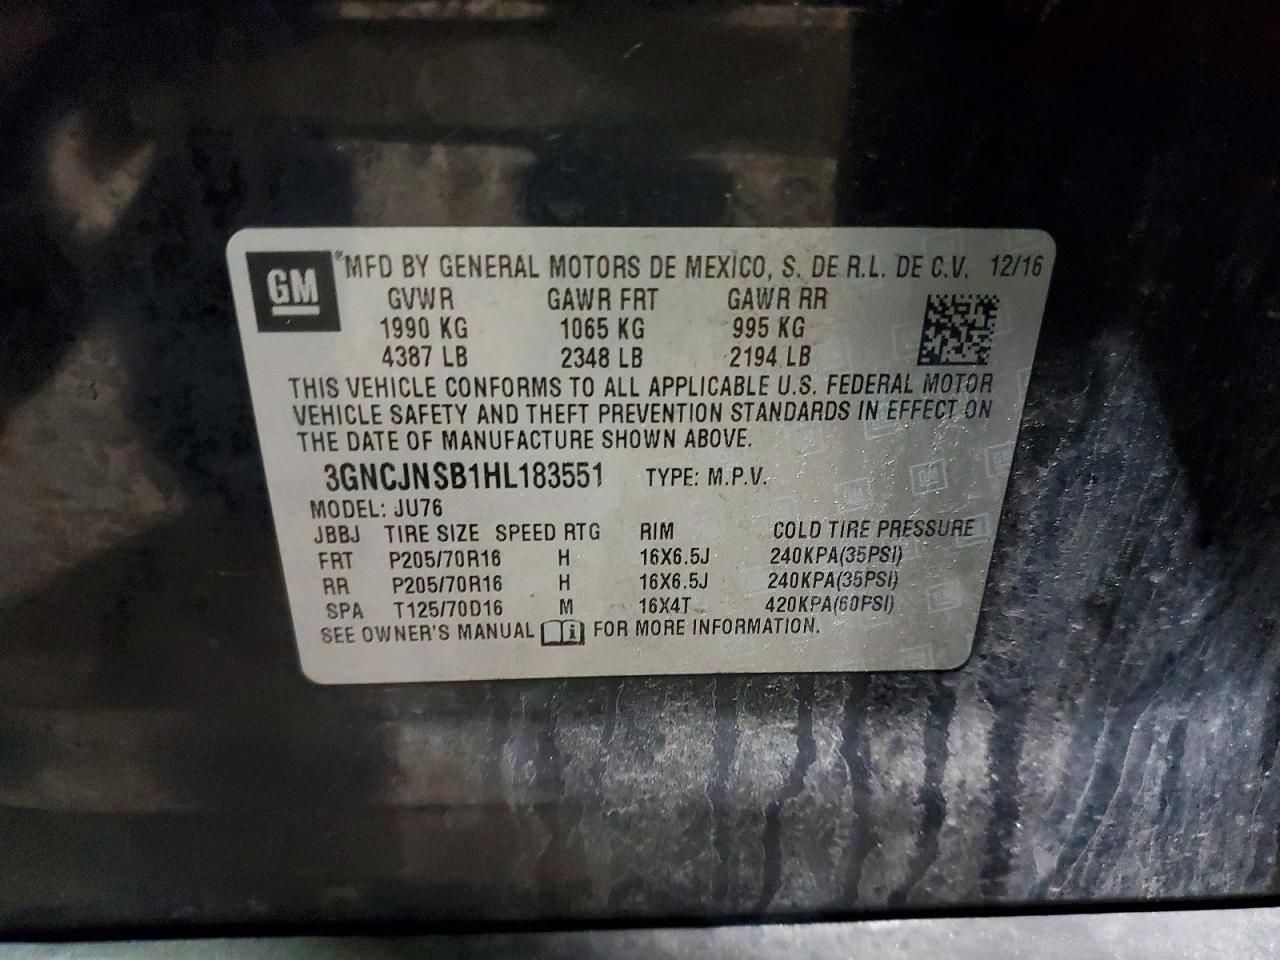 GM
*MFD BY GENERAL MOTORS DE MEXICO, S. DE R.L. DE C.V. 12/16
GVWR GAWR FRT GAWR RR
1990 KG 1065 KG 995 KG
4387 LB 2348 LB 2194 LB
THIS VEHICLE CONFORMS TO ALL APPLICABLE U.S. FEDERAL MOTOR
VEHICLE SAFETY AND THEFT PREVENTION STANDARDS IN EFFECT ON
THE DATE OF MANUFACTURE SHOWN ABOVE.
3GNCJNSB1HL183551 TYPE: M.P.V.
MODEL: JU76
JBBJ TIRE SIZE SPEED RTG RIM COLD TIRE PRESSURE
FRT P205/70R16 H 16X6.5J 240KPA(35PSI)
RR P205/70R16 H 16X6.5J 240KPA(35PSI)
SPA T125/70D16 M 16X4T 420KPA(60PSI)
SEE OWNER'S MANUAL FOR MORE INFORMATION.